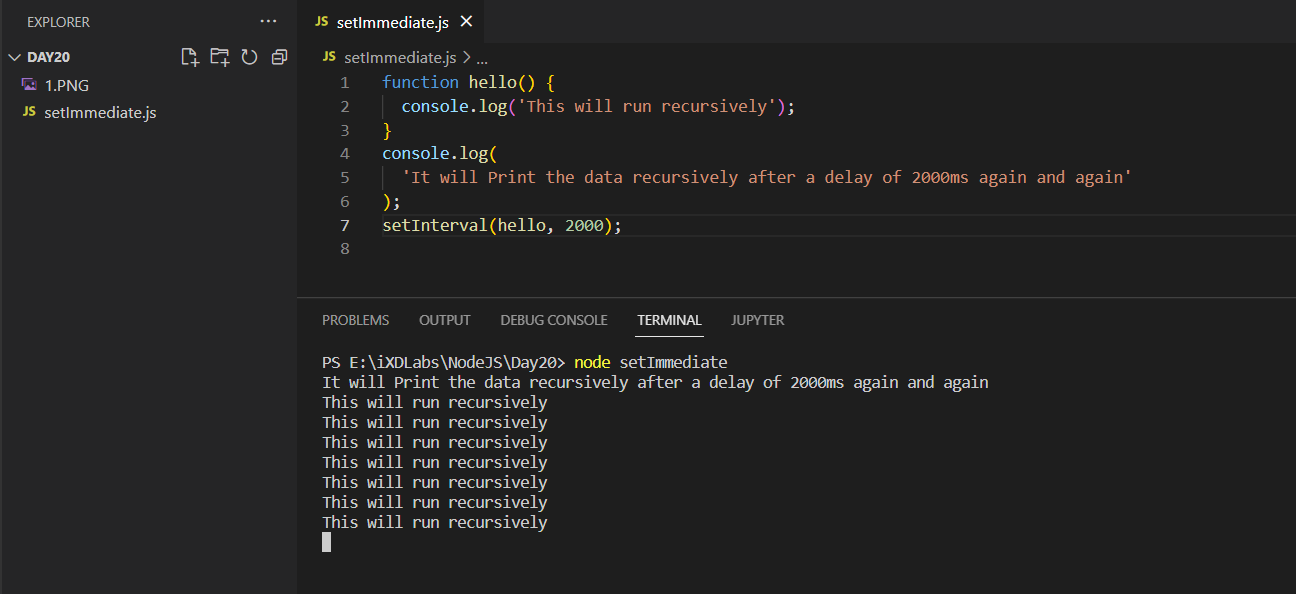 EXPLORER
...
DAY20
1.PNG
JS setImmediate.js
JS setImmediate.js
JS setImmediate.js > ...
1 function hello() {
2 console.log('This will run recursively');
3 }
4 console.log(
5 'It will Print the data recursively after a delay of 2000ms again and again'
6 );
7 setInterval(hello, 2000);
8
PROBLEMS OUTPUT DEBUG CONSOLE TERMINAL JUPYTER
PS E:\iXDLabs\NodeJS\Day20> node setImmediate
It will Print the data recursively after a delay of 2000ms again and again
This will run recursively
This will run recursively
This will run recursively
This will run recursively
This will run recursively
This will run recursively
This will run recursively